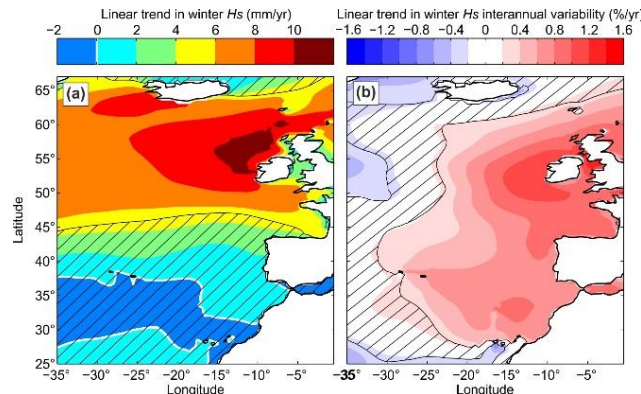 Linear trend in winter Hs (mm/yr)
−2 0 2 4 6 8 10
Linear trend in winter Hs interannual variability (%/yr)
−1.6 −1.2 −0.8 −0.4 0 0.4 0.8 1.2 1.6
(a)
(b)
65°
60°
55°
50°
45°
40°
35°
30°
25°
Latitude
−35 −30° −25° −20° −15° −10° −5°
Longitude
−35 −30° −25° −20° −15° −10° −5°
Longitude